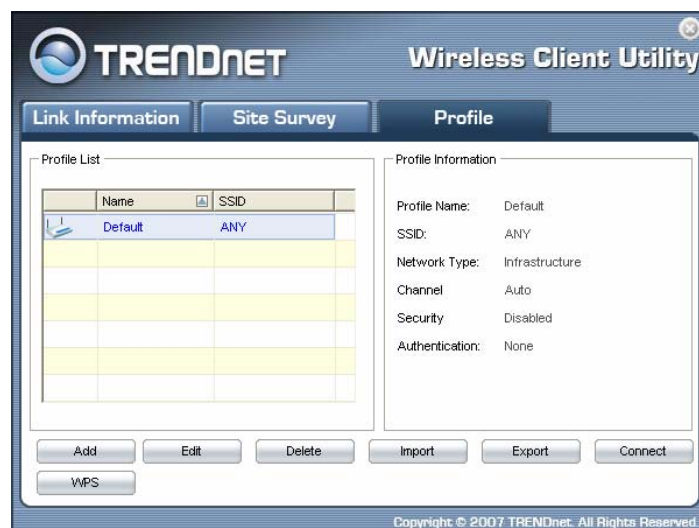 TRENDNET
Wireless Client Utility
Link Information Site Survey Profile
Profile List
Name SSID
Default ANY
Profile Information
Profile Name: Default
SSID: ANY
Network Type: Infrastructure
Channel Auto
Security Disabled
Authentication: None
Add Edit Delete Import Export Connect
WPS
Copyright © 2007 TRENDnet. All Rights Reserved